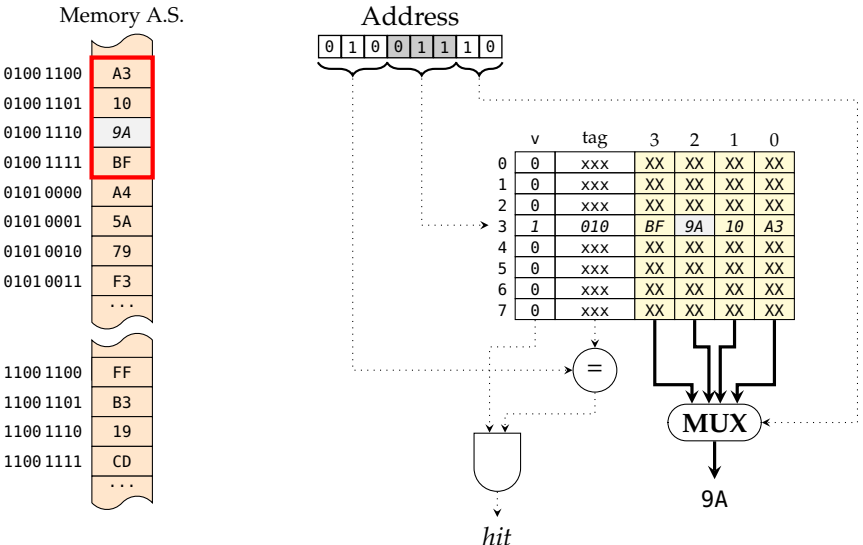 Memory A.S.
0100 1100 A3
0100 1101 10
0100 1110 9A
0100 1111 BF
0101 0000 A4
0101 0001 5A
0101 0010 79
0101 0011 F3
...
1100 1100 FF
1100 1101 B3
1100 1110 19
1100 1111 CD
...
Address
0 1 0 0 1 1 1 0
v tag 3 2 1 0
0 0 xxx XX XX XX XX
1 0 xxx XX XX XX XX
2 0 xxx XX XX XX XX
3 1 010 BF 9A 10 A3
4 0 xxx XX XX XX XX
5 0 xxx XX XX XX XX
6 0 xxx XX XX XX XX
7 0 xxx XX XX XX XX
=
MUX
9A
hit